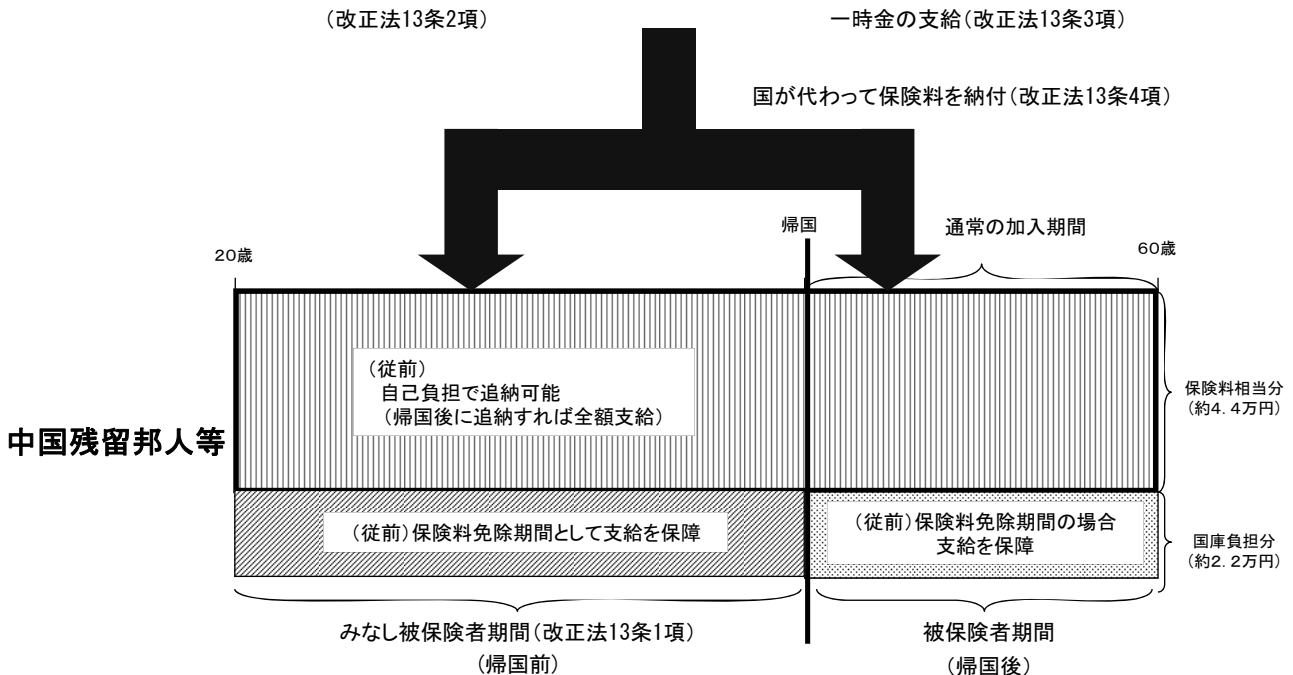 (改正法13条2項)
一時金の支給(改正法13条3項)
国が代わって保険料を納付(改正法13条4項)
帰国
通常の加入期間
20歳
60歳
(従前)
自己負担で追納可能
(帰国後に追納すれば全額支給)
保険料相当分
(約4.4万円)
中国残留邦人等
(従前)保険料免除期間として支給を保障
(従前)保険料免除期間の場合
支給を保障
国庫負担分
(約2.2万円)
みなし被保険者期間(改正法13条1項)
(帰国前)
被保険者期間
(帰国後)